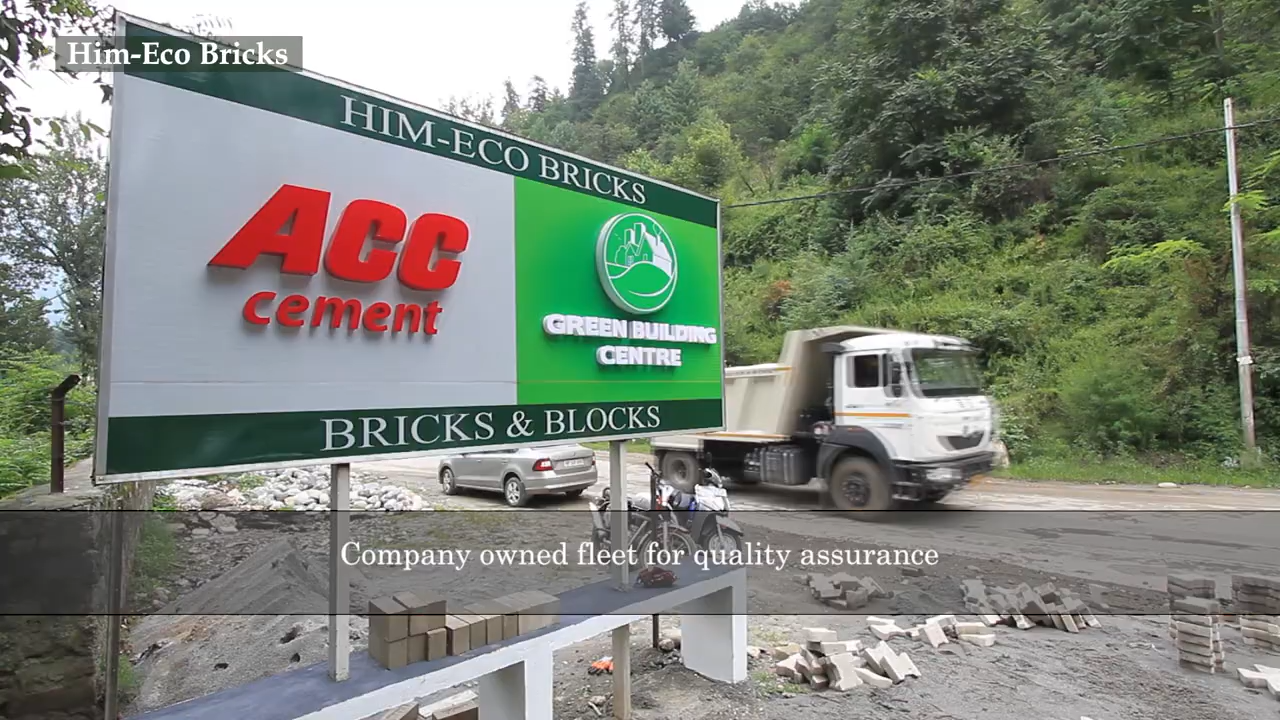 Him-Eco Bricks
HIM-ECO BRICKS
ACC
cement
GREEN BUILDING
CENTRE
BRICKS & BLOCKS
Company owned fleet for quality assurance